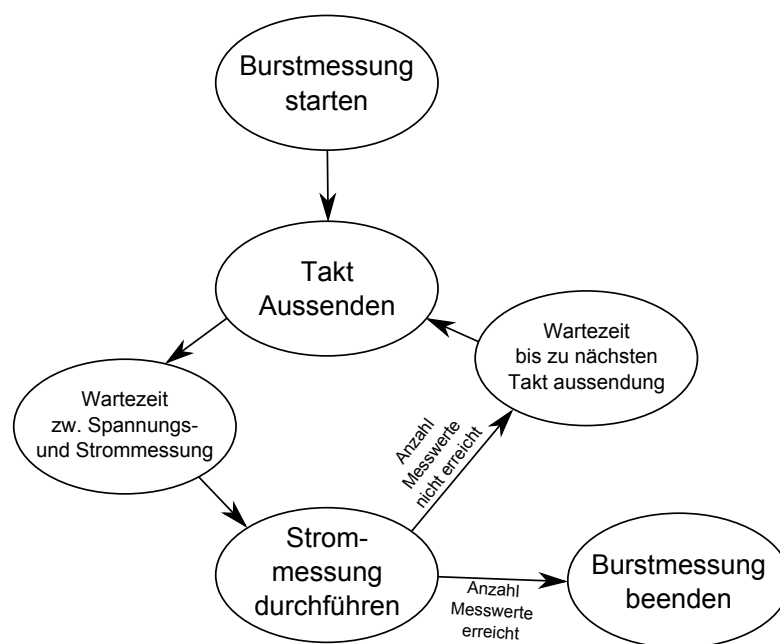 Burstmessung
starten
Takt
Aussenden
Wartezeit
bis zu nächsten
Takt aussendung
Wartezeit
zw. Spannungs-
und Strommessung
Anzahl
Messwerte
nicht erreicht
Strom-
messung
durchführen
Anzahl
Messwerte
erreicht
Burstmessung
beenden